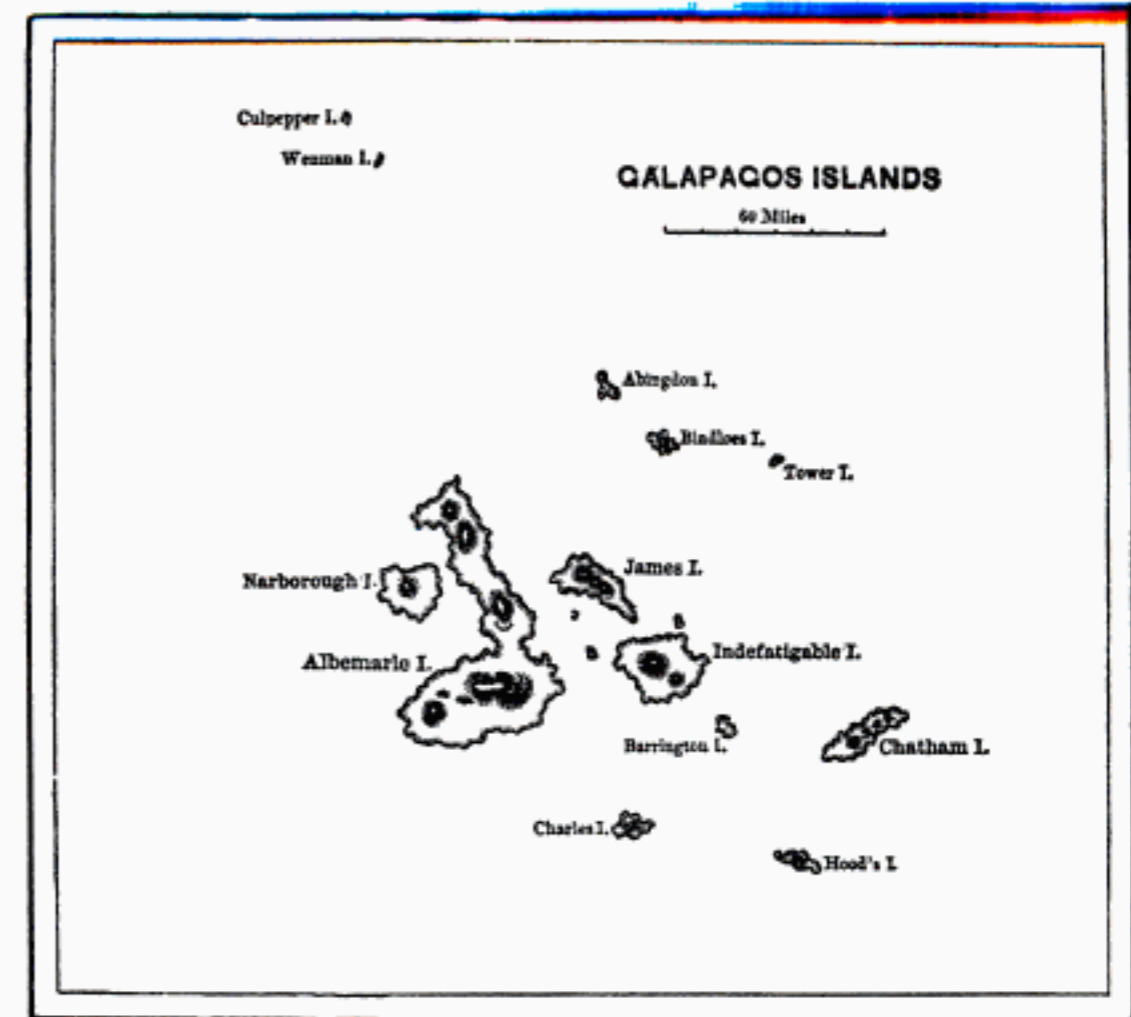 Culpepper I.
Wenman I.
GALAPAGOS ISLANDS
60 Miles
Abingdon I.
Bindloes I.
Tower I.
James I.
Narborough I.
Indefatigable I.
Albemarle I.
Barrington I.
Chatham I.
Charles I.
Hood's I.